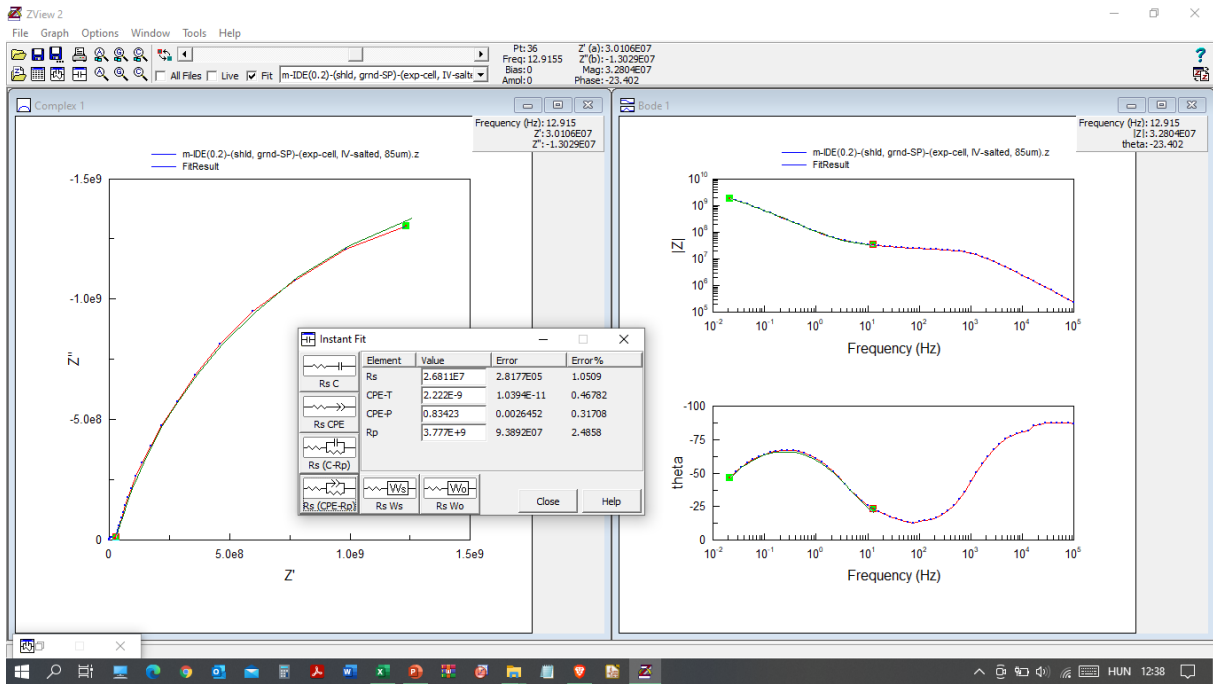 ZView 2
File Graph Options Window Tools Help
Pt: 36 Z' (a): 3.0106E07
Freq: 12.9155 Z''(b): -1.3029E07
Bias: 0 Mag: 3.2804E07
Ampl: 0 Phase: -23.402
All Files Live Fit m-IDE(0.2)-(shld, grnd-SP)-(exp-cell, IV-salte
Complex 1
Frequency (Hz): 12.915
Z': 3.0106E07
Z'': -1.3029E07
m-IDE(0.2)-(shld, grnd-SP)-(exp-cell, IV-salted, 85um).z
FitResult
-1.5e9
-1.0e9
-5.0e8
0
Z''
0 5.0e8 1.0e9 1.5e9
Z'
Instant Fit
Rs C
Rs CPE
Rs (C-Rp)
Rs (CPE-Rp)
Rs Ws
Rs Wo
Element Value Error Error%
Rs 2.6811E7 2.8177E05 1.0509
CPE-T 2.222E-9 1.0394E-11 0.46782
CPE-P 0.83423 0.0026452 0.31708
Rp 3.777E+9 9.3892E07 2.4858
Close Help
Bode 1
Frequency (Hz): 12.915
|Z|: 3.2804E07
theta: -23.402
m-IDE(0.2)-(shld, grnd-SP)-(exp-cell, IV-salted, 85um).z
FitResult
10^10
10^9
10^8
10^7
10^6
10^5
|Z|
10^-2 10^-1 10^0 10^1 10^2 10^3 10^4 10^5
Frequency (Hz)
-100
-75
-50
-25
0
theta
10^-2 10^-1 10^0 10^1 10^2 10^3 10^4 10^5
Frequency (Hz)
HUN 12:38